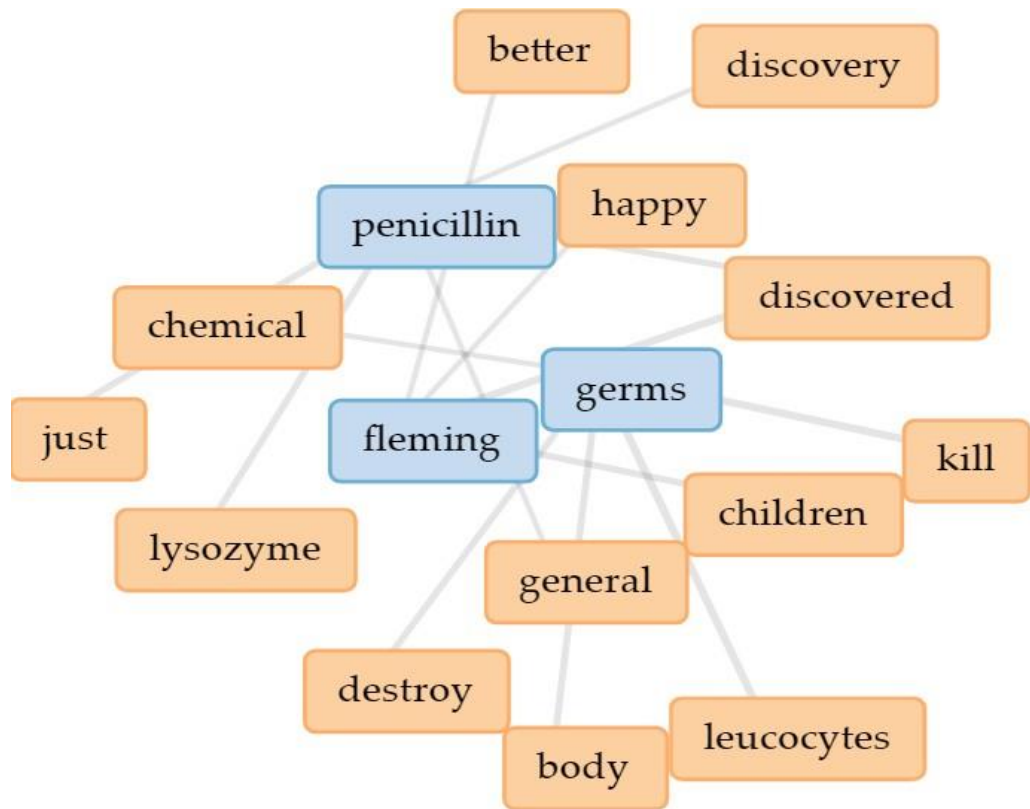 better
discovery
happy
penicillin
discovered
chemical
germs
just
fleming
kill
children
lysozyme
general
destroy
leucocytes
body